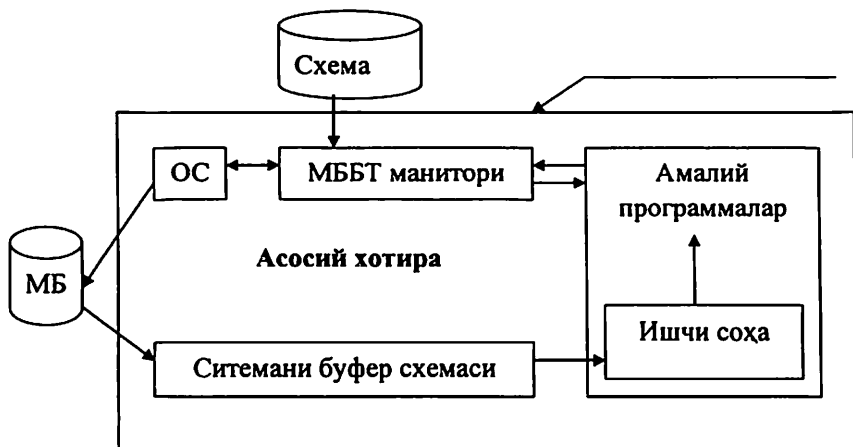 Схема
ОС
МББТ манитори
Амалий
программалар
Асосий хотира
МБ
Ишчи соҳа
Ситемани буфер схемаси